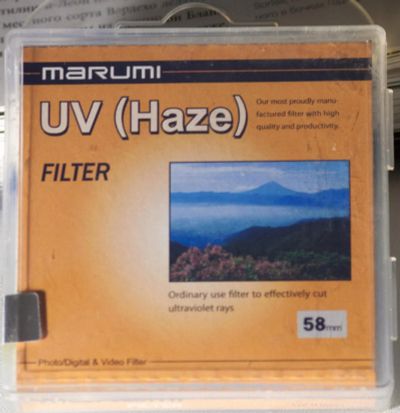 marumi
UV (Haze)
Our most proudly manu-
factured filter with high
quality and productivity.
FILTER
Ordinary use filter to effectively cut
ultraviolet rays
58mm
Photo/Digital & Video Filter